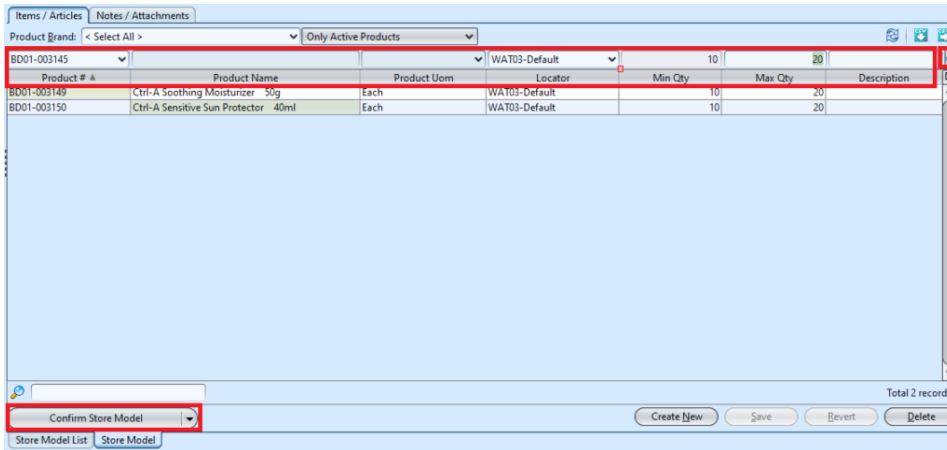 Items / Articles Notes / Attachments
Product Brand: < Select All > Only Active Products
BD01-003145 WAT03-Default 10 20
Product # Product Name Product Uom Locator Min Qty Max Qty Description
BD01-003149 Ctrl-A Soothing Moisturizer 50g Each WAT03-Default 10 20
BD01-003150 Ctrl-A Sensitive Sun Protector 40ml Each WAT03-Default 10 20
Total 2 record
Confirm Store Model Create New Save Revert Delete
Store Model List Store Model